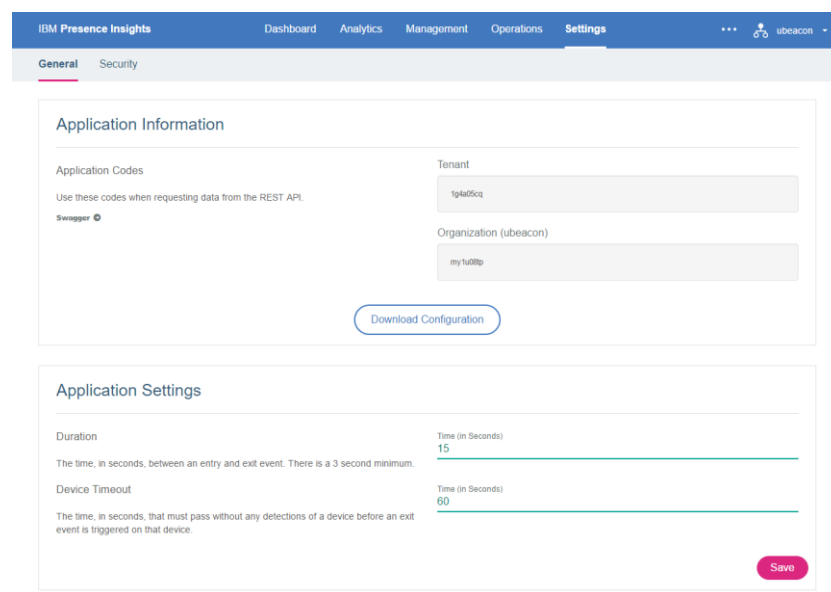 IBM Presence Insights Dashboard Analytics Management Operations Settings ••• ubeacon
General Security
Application Information
Application Codes
Use these codes when requesting data from the REST API.
Swagger
Tenant
1g4a05cq
Organization (ubeacon)
my1u08tp
Download Configuration
Application Settings
Duration
The time, in seconds, between an entry and exit event. There is a 3 second minimum.
Time (in Seconds)
15
Device Timeout
The time, in seconds, that must pass without any detections of a device before an exit
event is triggered on that device.
Time (in Seconds)
60
Save